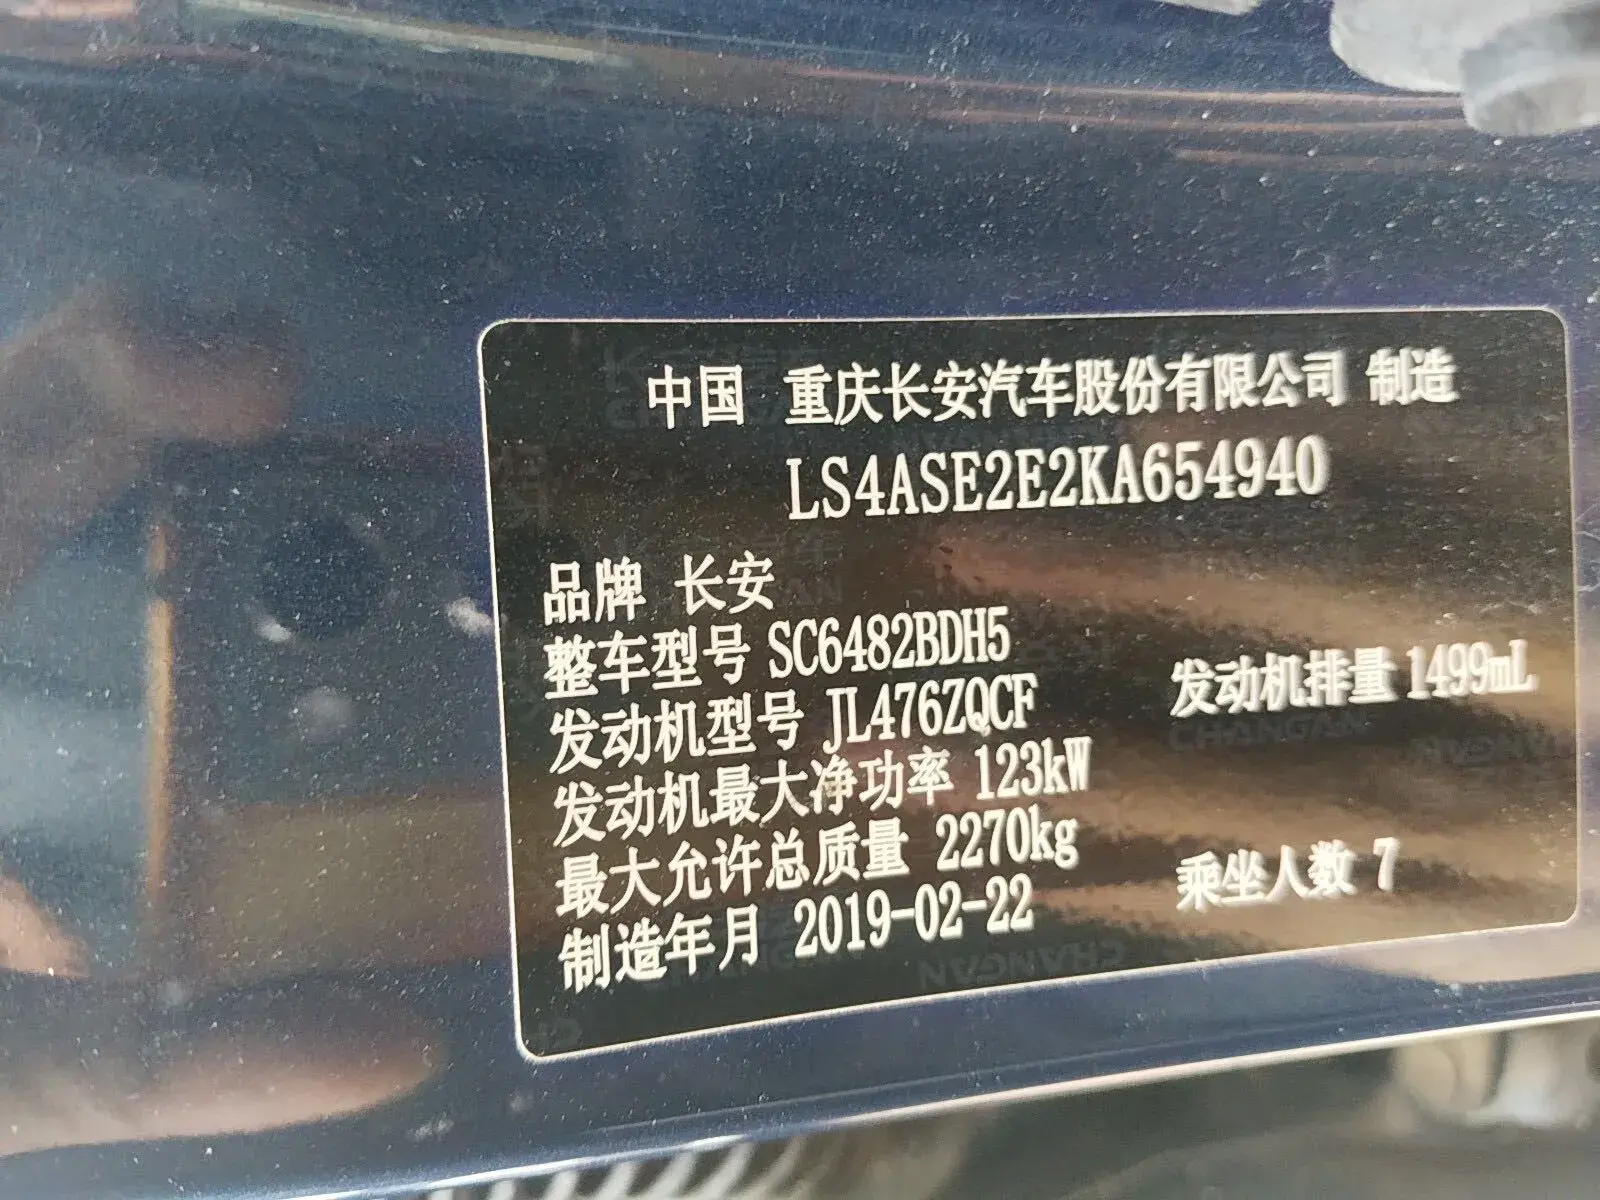 中国 重庆长安汽车股份有限公司 制造
LS4ASE2E2KA654940
品牌 长安
整车型号 SC6482BDH5
发动机型号 JL476ZQCF 发动机排量 1499mL
发动机最大净功率 123kW
最大允许总质量 2270kg 乘坐人数 7
制造年月 2019-02-22